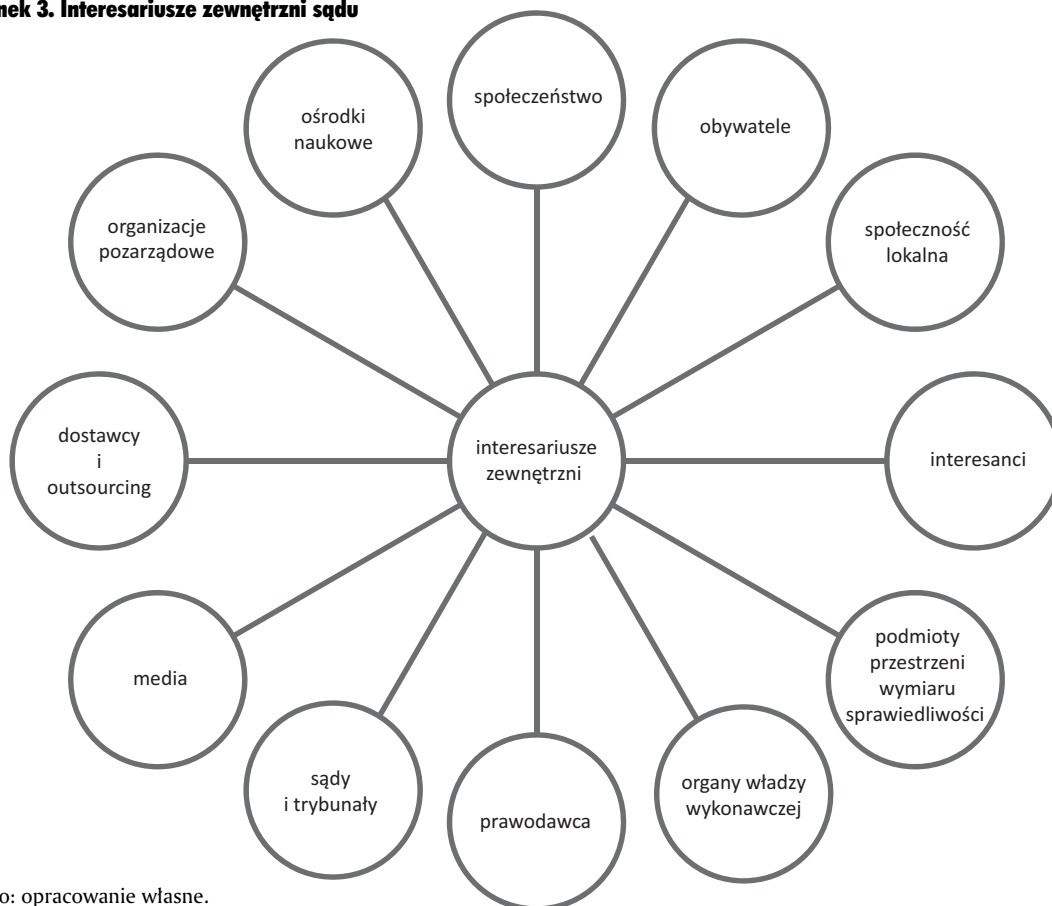 nek 3. Interesariusze zewnętrzni sądu
społeczeństwo
obywatele
społeczność
lokalna
interesanci
podmioty
przestrzeni
wymiaru
sprawiedliwości
organy władzy
wykonawczej
prawodawca
sądy
i trybunały
media
dostawcy
i
outsourcing
organizacje
pozarządowe
ośrodki
naukowe
interesariusze
zewnętrzni
o: opracowanie własne.